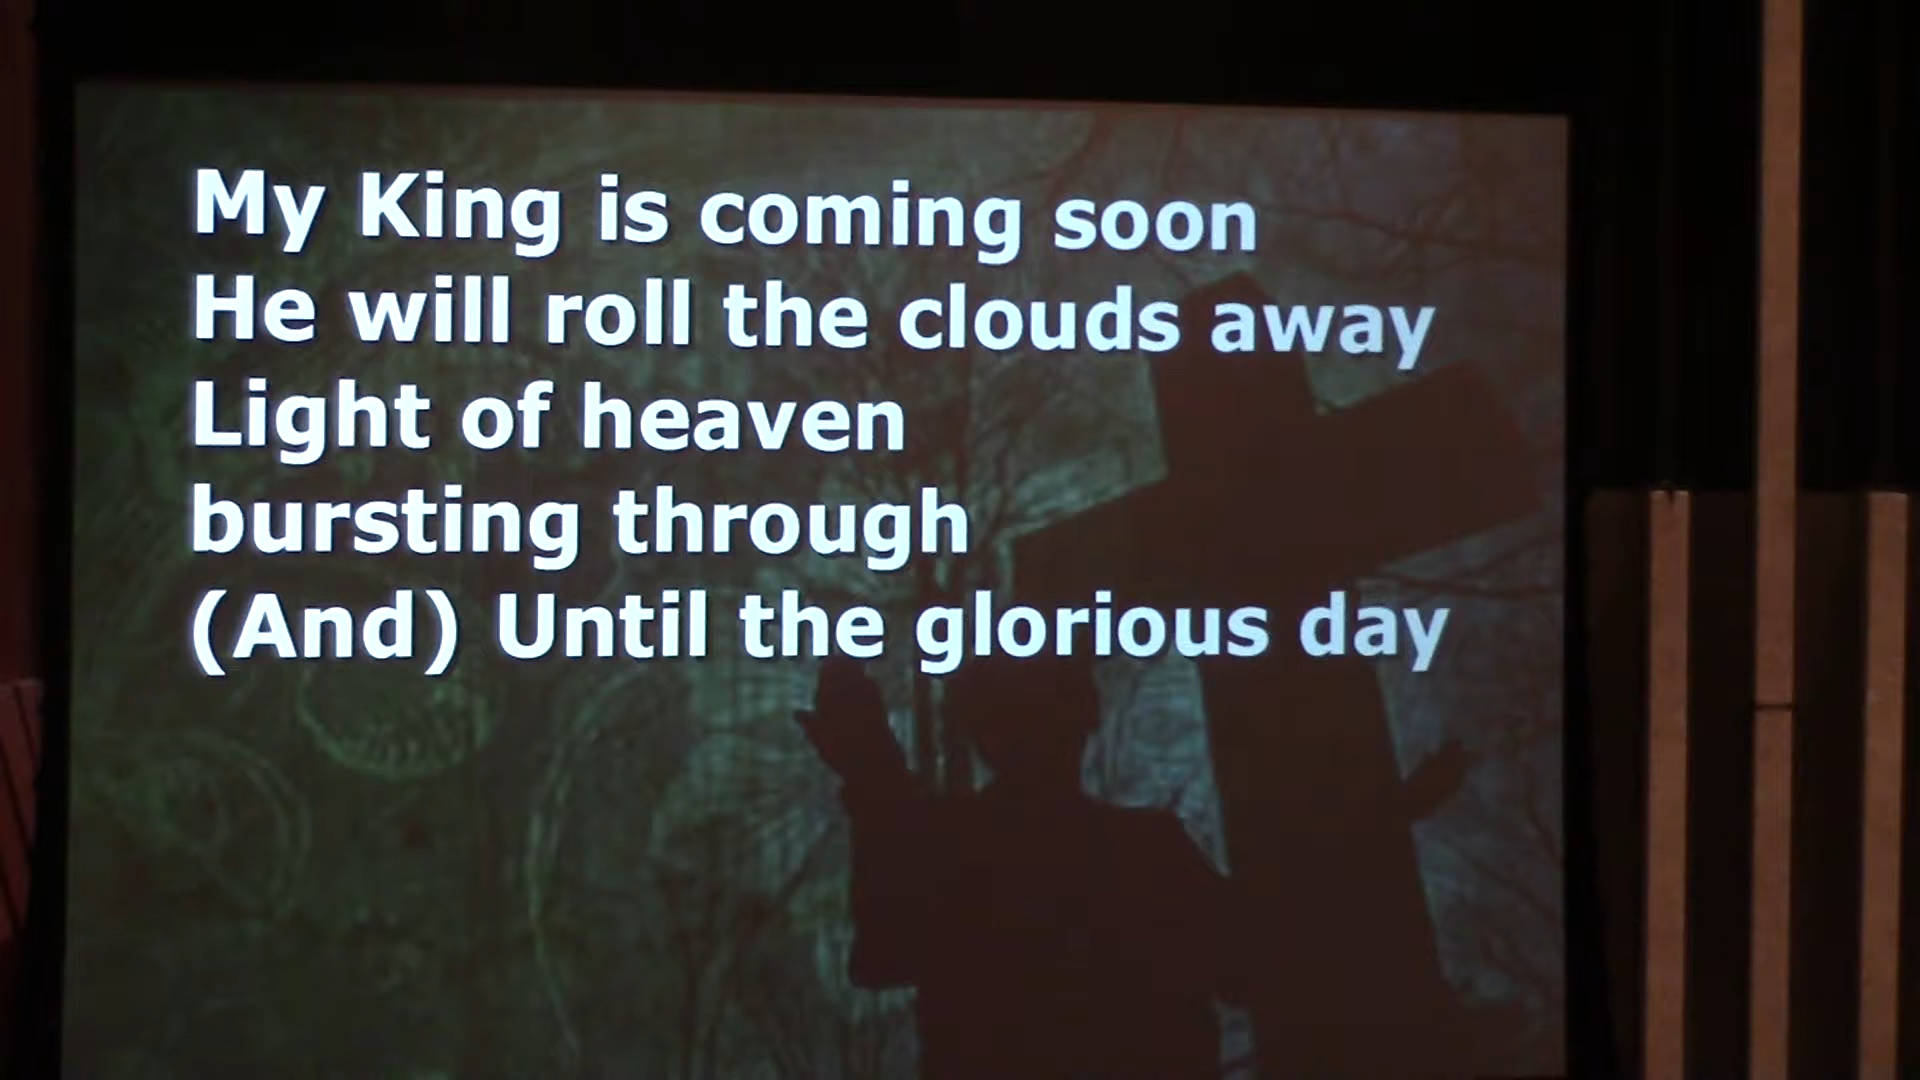 My King is coming soon
He will roll the clouds away
Light of heaven
bursting through
(And) Until the glorious day